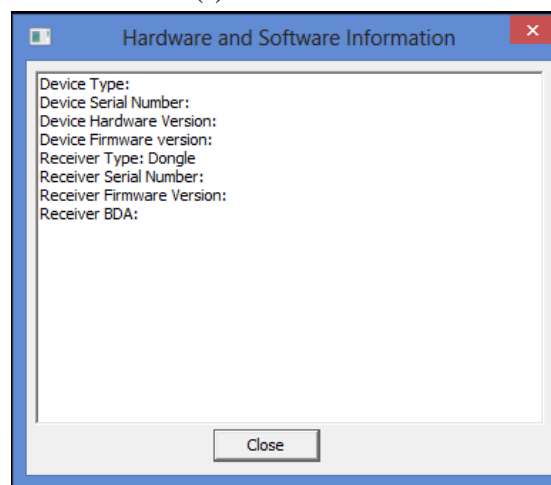 Hardware and Software Information
Device Type:
Device Serial Number:
Device Hardware Version:
Device Firmware version:
Receiver Type: Dongle
Receiver Serial Number:
Receiver Firmware Version:
Receiver BDA:
Close